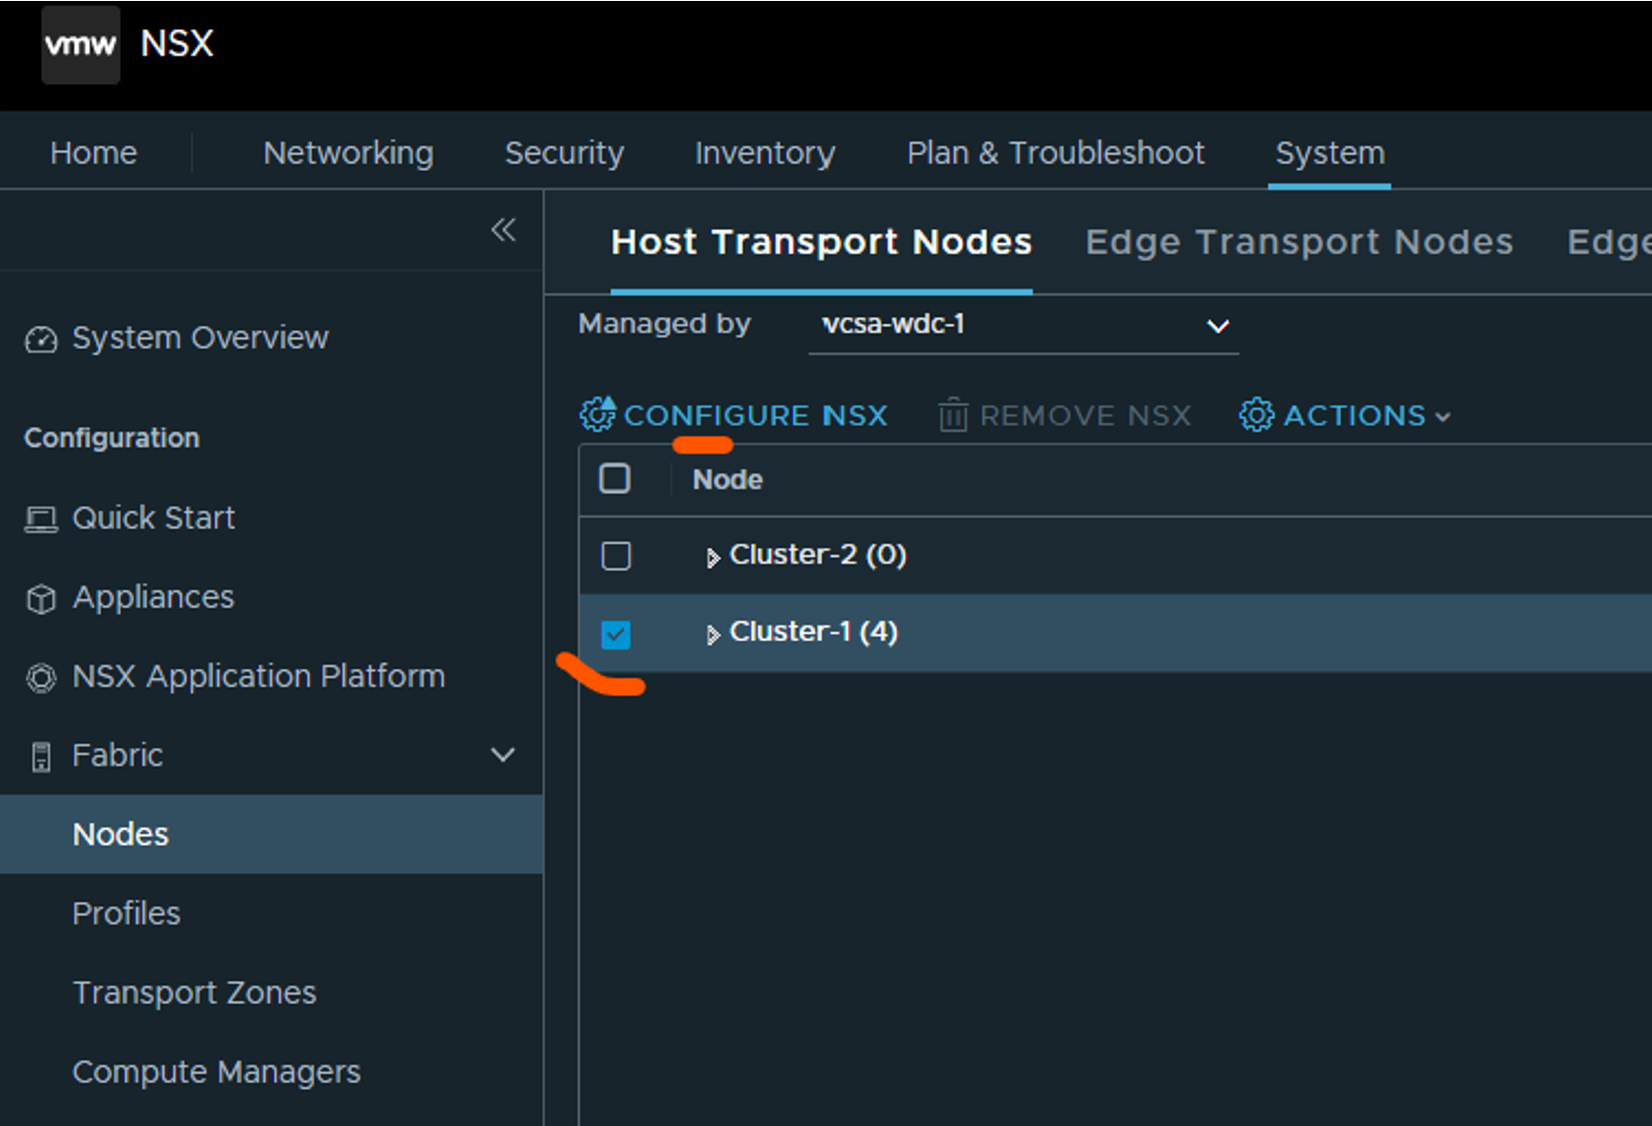 vmw NSX
Home Networking Security Inventory Plan & Troubleshoot System
Host Transport Nodes Edge Transport Nodes Edge
Managed by vcsa-wdc-1
System Overview
CONFIGURE NSX REMOVE NSX ACTIONS
Configuration
Node
Quick Start
Cluster-2 (0)
Appliances
Cluster-1 (4)
NSX Application Platform
Fabric
Nodes
Profiles
Transport Zones
Compute Managers